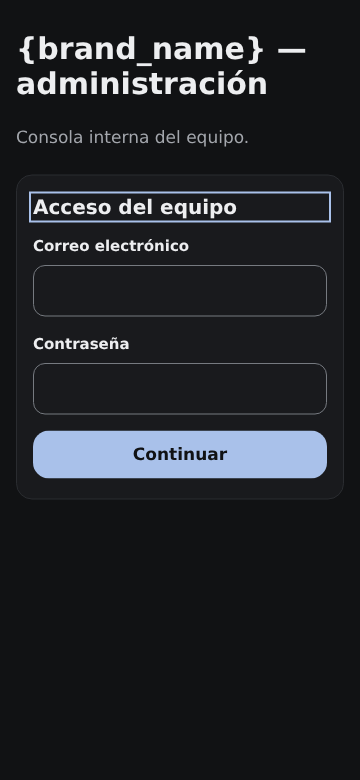 {brand_name} —
administración
Consola interna del equipo.
Acceso del equipo
Correo electrónico
Contraseña
Continuar